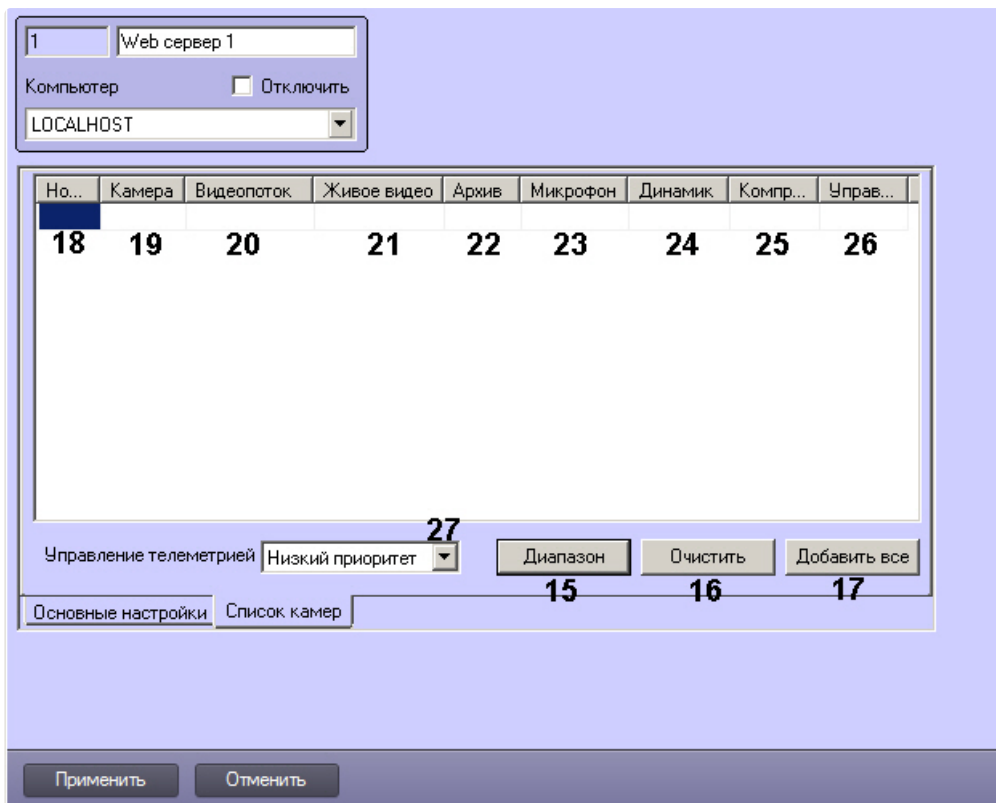 1 Web сервер 1
Компьютер Отключить
LOCALHOST
Но... Камера Видеопоток Живое видео Архив Микрофон Динамик Компр... Управ...
18 19 20 21 22 23 24 25 26
27
Управление телеметрией Низкий приоритет Диапазон Очистить Добавить все
15 16 17
Основные настройки Список камер
Применить Отменить